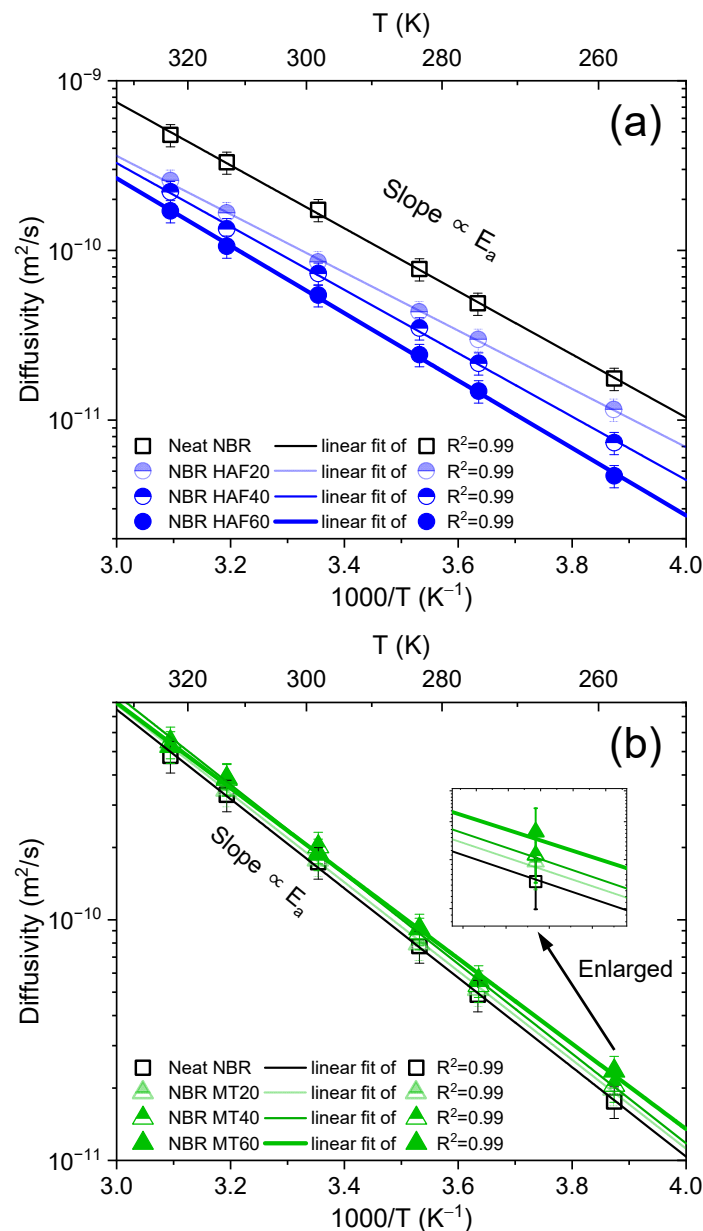 T (K)
320 300 280 260
10⁻⁹
(a)
Slope ∝ Eₐ
10⁻¹⁰
Diffusivity (m²/s)
10⁻¹¹
Neat NBR linear fit of R²=0.99
NBR HAF20 linear fit of R²=0.99
NBR HAF40 linear fit of R²=0.99
NBR HAF60 linear fit of R²=0.99
3.0 3.2 3.4 3.6 3.8 4.0
1000/T (K⁻¹)
T (K)
320 300 280 260
(b)
Slope ∝ Eₐ
10⁻¹⁰
Diffusivity (m²/s)
Enlarged
Neat NBR linear fit of R²=0.99
NBR MT20 linear fit of R²=0.99
NBR MT40 linear fit of R²=0.99
NBR MT60 linear fit of R²=0.99
10⁻¹¹
3.0 3.2 3.4 3.6 3.8 4.0
1000/T (K⁻¹)